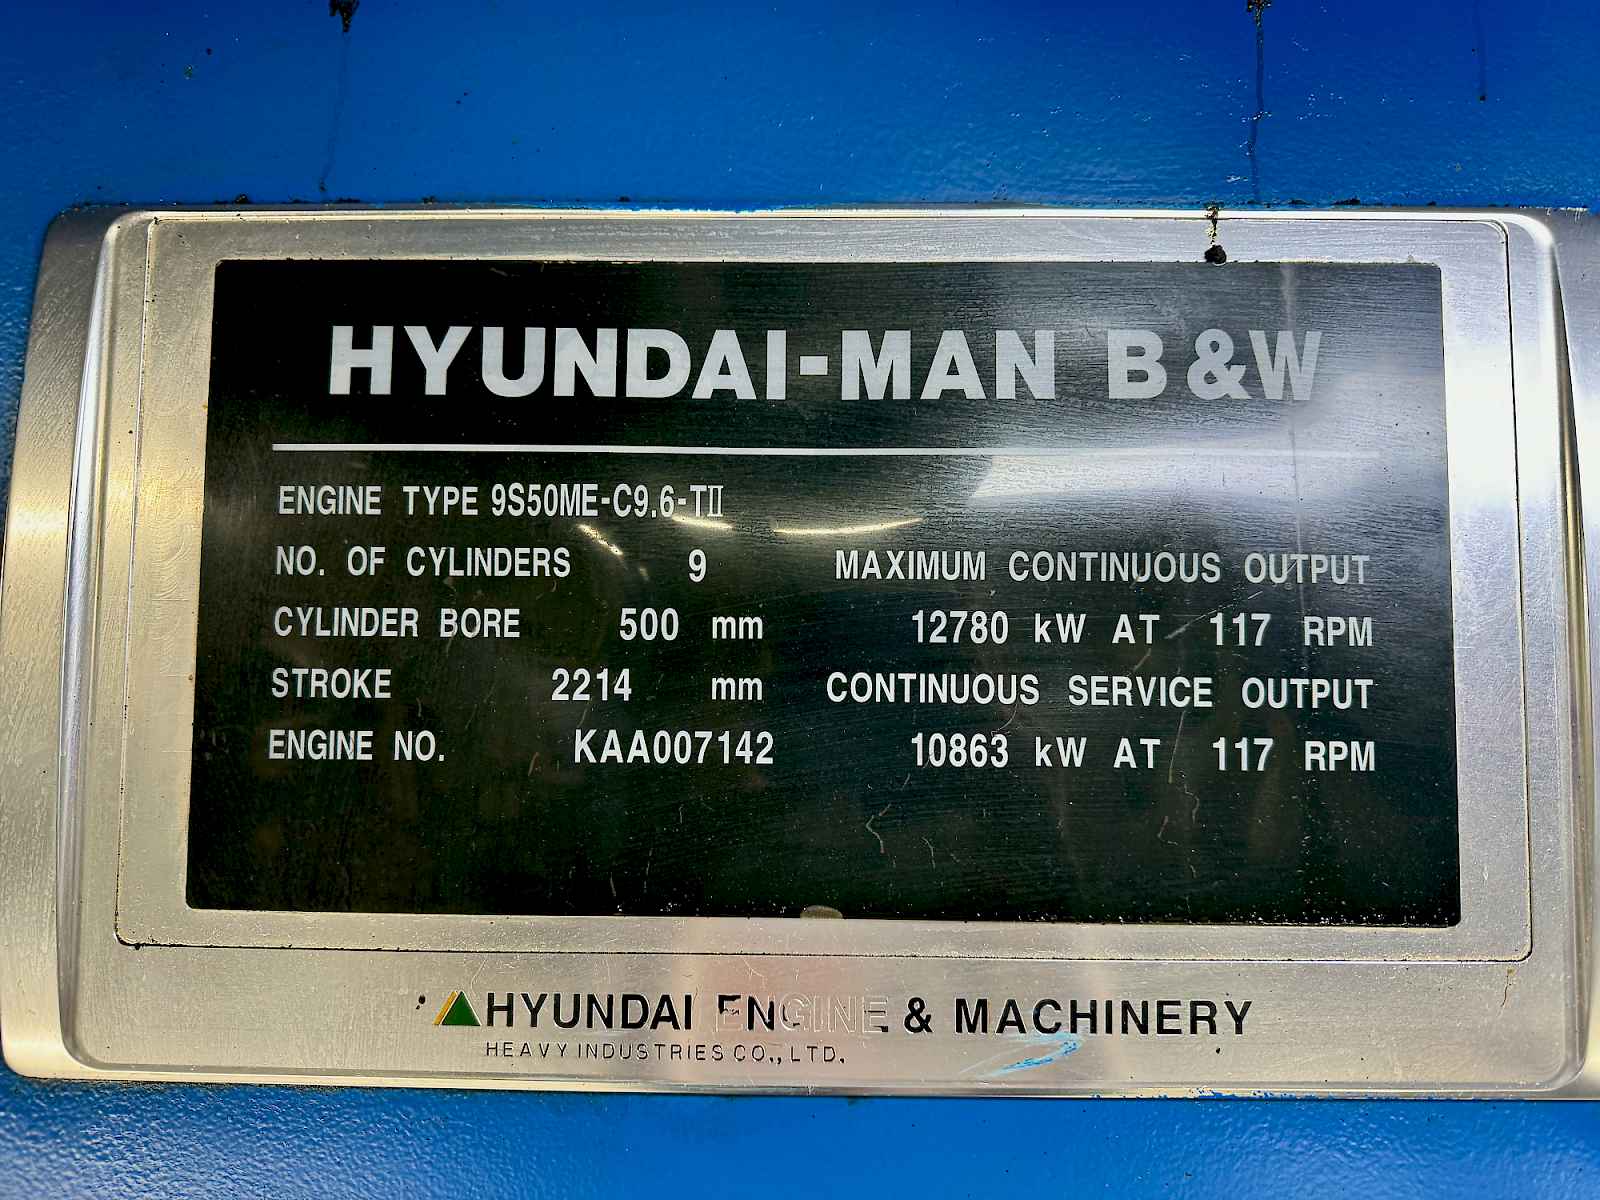 HYUNDAI-MAN B&W
ENGINE TYPE 9S50ME-C9.6-TⅡ
NO. OF CYLINDERS 9
CYLINDER BORE 500 mm
STROKE 2214 mm
ENGINE NO. KAA007142
MAXIMUM CONTINUOUS OUTPUT
12780 kW AT 117 RPM
CONTINUOUS SERVICE OUTPUT
10863 kW AT 117 RPM
HYUNDAI ENGINE & MACHINERY
HEAVY INDUSTRIES CO., LTD.